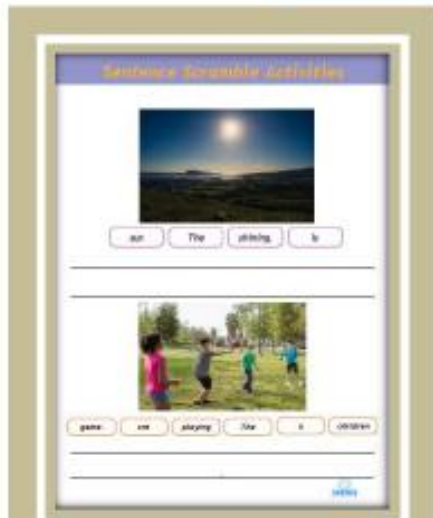 Sentence Scramble Activities
sun The shining. is
game. are playing The a children